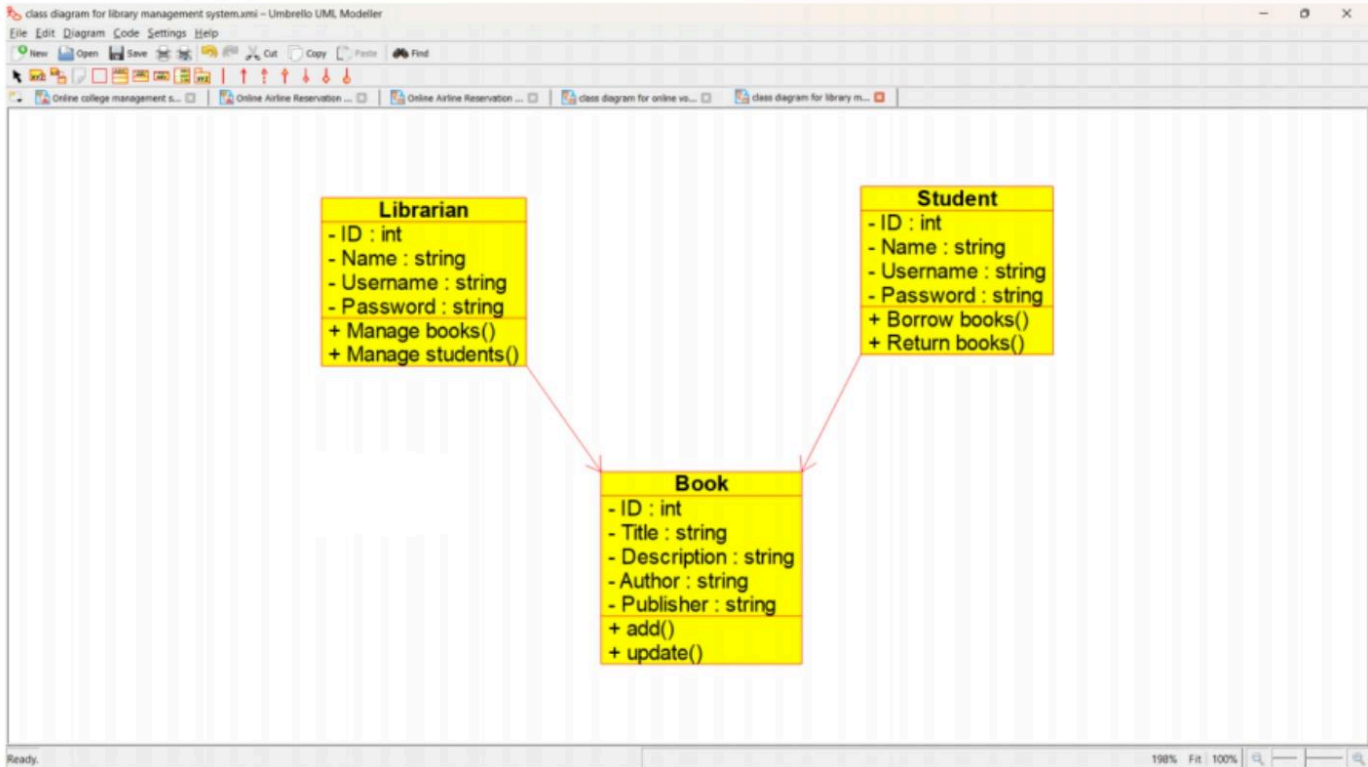 class diagram for library management system.xmi – Umbrello UML Modeller
File Edit Diagram Code Settings Help
New Open Save Cut Copy Paste Find
Online college management s... Online Airline Reservation .... Online Airline Reservation .... class diagram for online vo... class diagram for library m...
Librarian
- ID : int
- Name : string
- Username : string
- Password : string
+ Manage books()
+ Manage students()
Student
- ID : int
- Name : string
- Username : string
- Password : string
+ Borrow books()
+ Return books()
Book
- ID : int
- Title : string
- Description : string
- Author : string
- Publisher : string
+ add()
+ update()
Ready. 198% Fit 100%